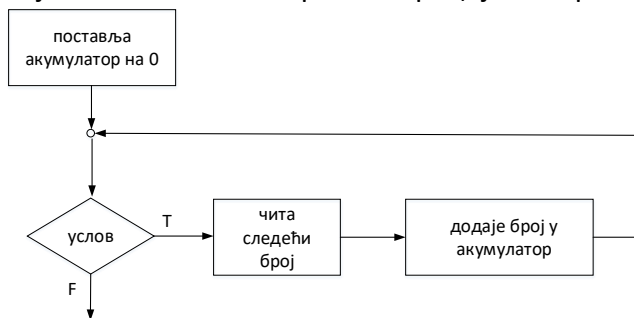 поставља
акумулатор на 0
услов
T
F
чита
следећи
број
додаје број у
акумулатор